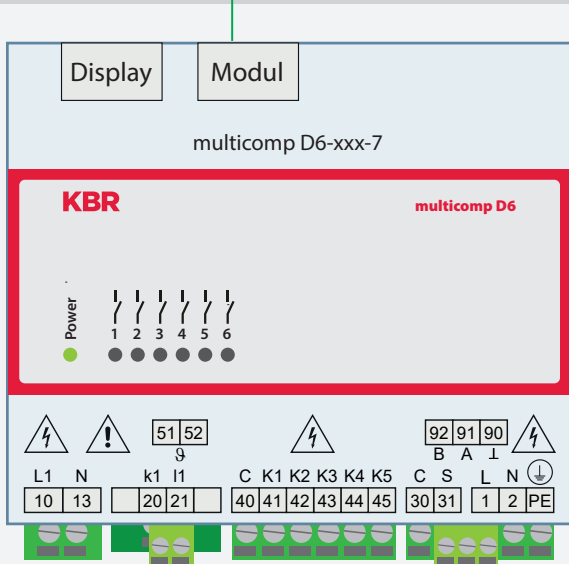 Display Modul
multicomp D6-xxx-7
KBR multicomp D6
Power
1 2 3 4 5 6
51 52 92 91 90
ϑ B A ⊥
L1 N k1 l1 C K1 K2 K3 K4 K5 C S L N
10 13 20 21 40 41 42 43 44 45 30 31 1 2 PE